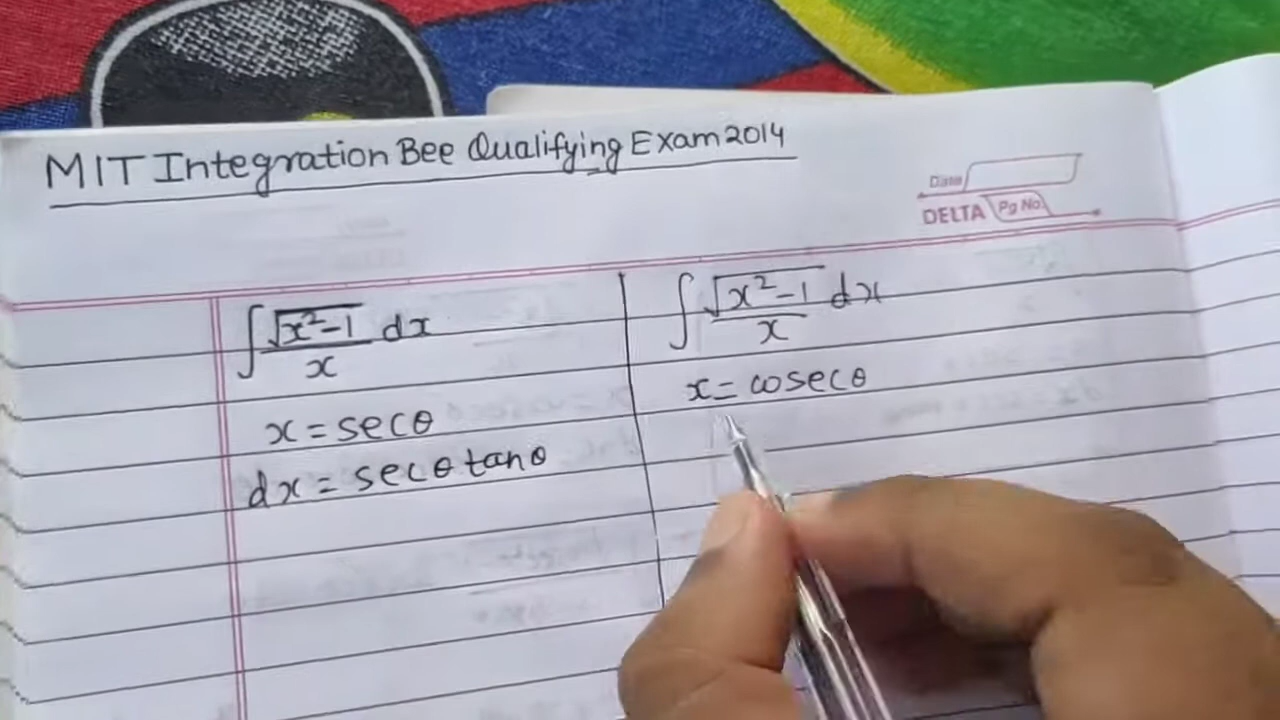 MIT Integration Bee Qualifying Exam 2014
Date
DELTA Pg No.
∫ √(x²-1)/x dx
x = secθ
dx = secθ tanθ
∫ √(x²-1)/x dx
x = cosecθ